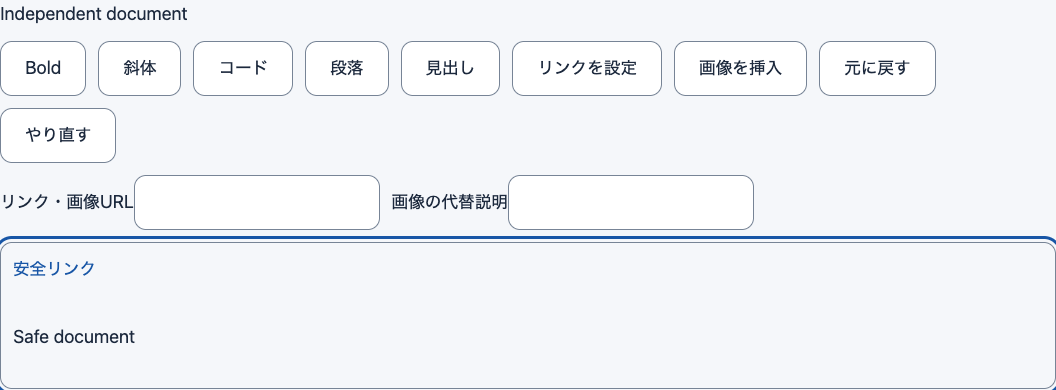 Independent document
Bold 斜体 コード 段落 見出し リンクを設定 画像を挿入 元に戻す
やり直す
リンク・画像URL 画像の代替説明
安全リンク
Safe document